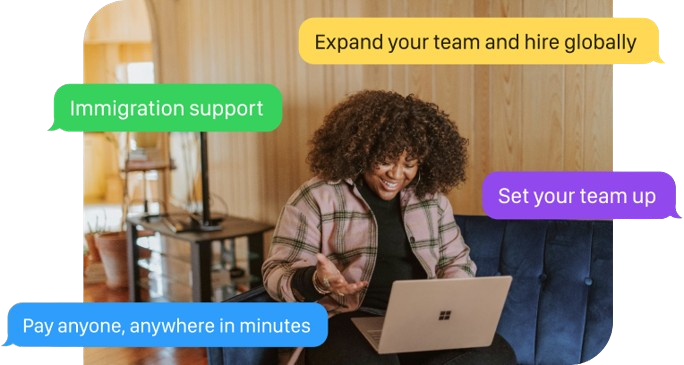 Expand your team and hire globally
Immigration support
Set your team up
Pay anyone, anywhere in minutes